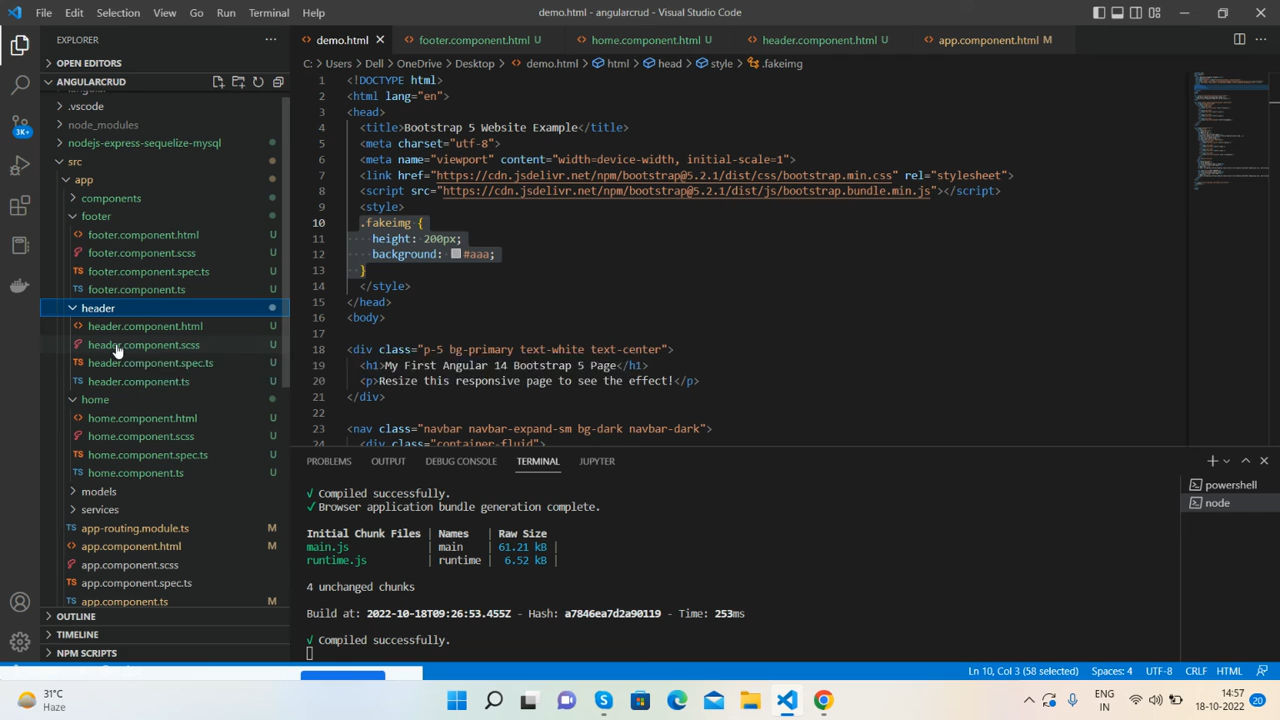 File Edit Selection View Go Run Terminal Help demo.html - angularcrud - Visual Studio Code
EXPLORER
OPEN EDITORS
ANGULARCRUD
.vscode
node_modules
nodejs-express-sequelize-mysql
src
app
components
footer
footer.component.html U
footer.component.scss U
footer.component.spec.ts U
footer.component.ts U
header
header.component.html U
header.component.scss U
header.component.spec.ts U
header.component.ts U
home
home.component.html U
home.component.scss U
home.component.spec.ts U
home.component.ts U
models
services
TS app-routing.module.ts M
app.component.html M
app.component.scss
TS app.component.spec.ts
TS app.component.ts M
OUTLINE
TIMELINE
NPM SCRIPTS
3K+
demo.html footer.component.html U home.component.html U header.component.html U app.component.html M
C: > Users > Dell > OneDrive > Desktop > demo.html > html > head > style > .fakeimg
1 <!DOCTYPE html>
2 <html lang="en">
3 <head>
4 <title>Bootstrap 5 Website Example</title>
5 <meta charset="utf-8">
6 <meta name="viewport" content="width=device-width, initial-scale=1">
7 <link href="https://cdn.jsdelivr.net/npm/bootstrap@5.2.1/dist/css/bootstrap.min.css" rel="stylesheet">
8 <script src="https://cdn.jsdelivr.net/npm/bootstrap@5.2.1/dist/js/bootstrap.bundle.min.js"></script>
9 <style>
10 .fakeimg {
11 height: 200px;
12 background: #aaa;
13 }
14 </style>
15 </head>
16 <body>
17
18 <div class="p-5 bg-primary text-white text-center">
19 <h1>My First Angular 14 Bootstrap 5 Page</h1>
20 <p>Resize this responsive page to see the effect!</p>
21 </div>
22
23 <nav class="navbar navbar-expand-sm bg-dark navbar-dark">
24 <div class="container-fluid">
PROBLEMS OUTPUT DEBUG CONSOLE TERMINAL JUPYTER
√ Compiled successfully.
√ Browser application bundle generation complete.
Initial Chunk Files | Names | Raw Size
main.js | main | 61.21 kB |
runtime.js | runtime | 6.52 kB |
4 unchanged chunks
Build at: 2022-10-18T09:26:53.455Z - Hash: a7846ea7d2a90119 - Time: 253ms
√ Compiled successfully.
powershell
node
Ln 10, Col 3 (58 selected) Spaces: 4 UTF-8 CRLF HTML
31°C
Haze
ENG
IN
14:57
18-10-2022
20